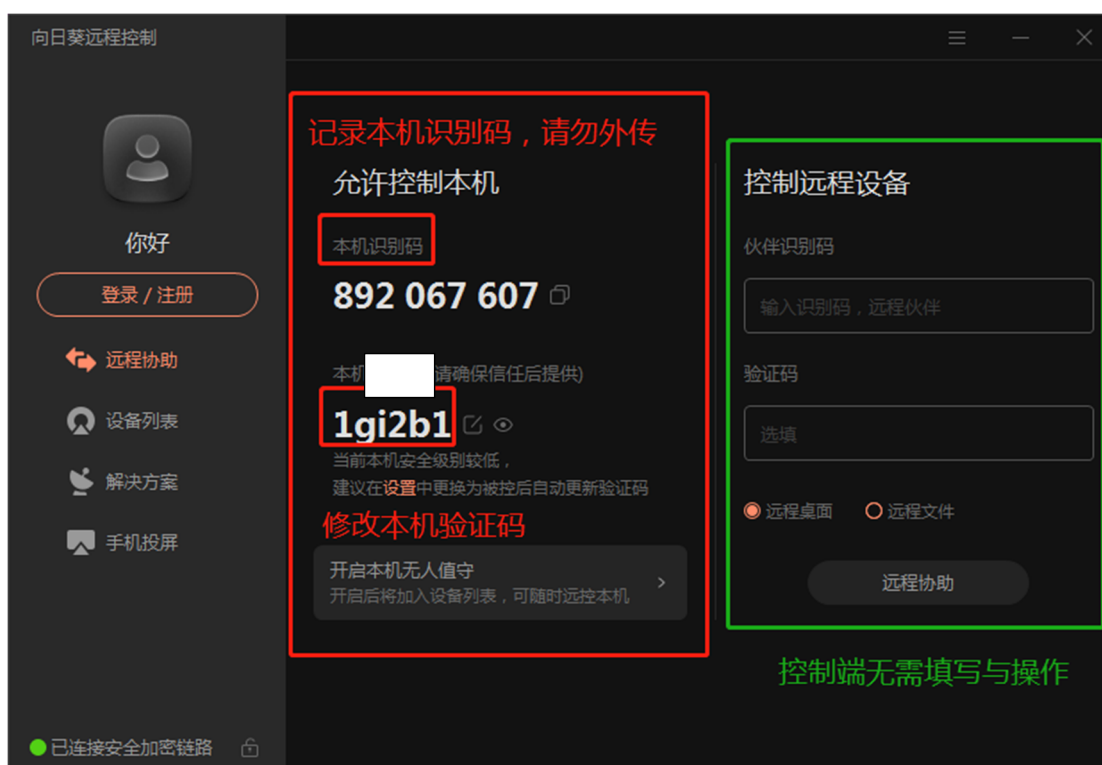 向日葵远程控制
你好
登录 / 注册
远程协助
设备列表
解决方案
手机投屏
已连接安全加密链路
记录本机识别码，请勿外传
允许控制本机
本机识别码
892 067 607
本机
请确保信任后提供)
1gi2b1
当前本机安全级别较低，
建议在设置中更换为被控后自动更新验证码
修改本机验证码
开启本机无人值守
开启后将加入设备列表，可随时远控本机
控制远程设备
伙伴识别码
输入识别码，远程伙伴
验证码
选填
远程桌面 远程文件
远程协助
控制端无需填写与操作